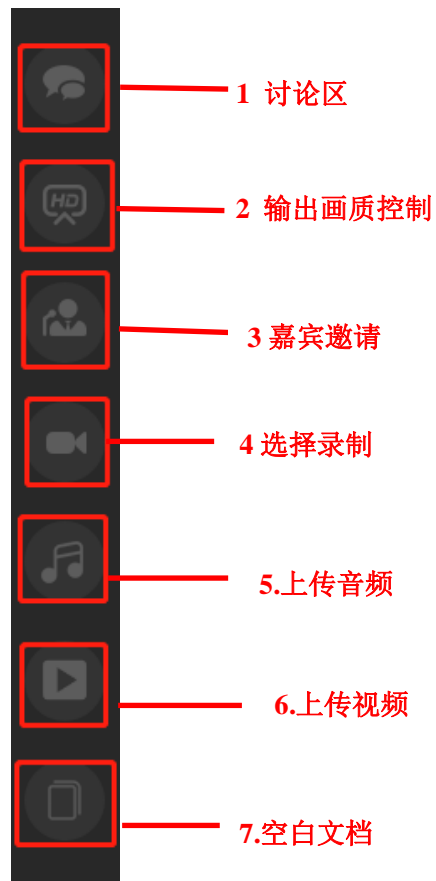 1 讨论区
HD
2 输出画质控制
3 嘉宾邀请
4 选择录制
5.上传音频
6.上传视频
7.空白文档